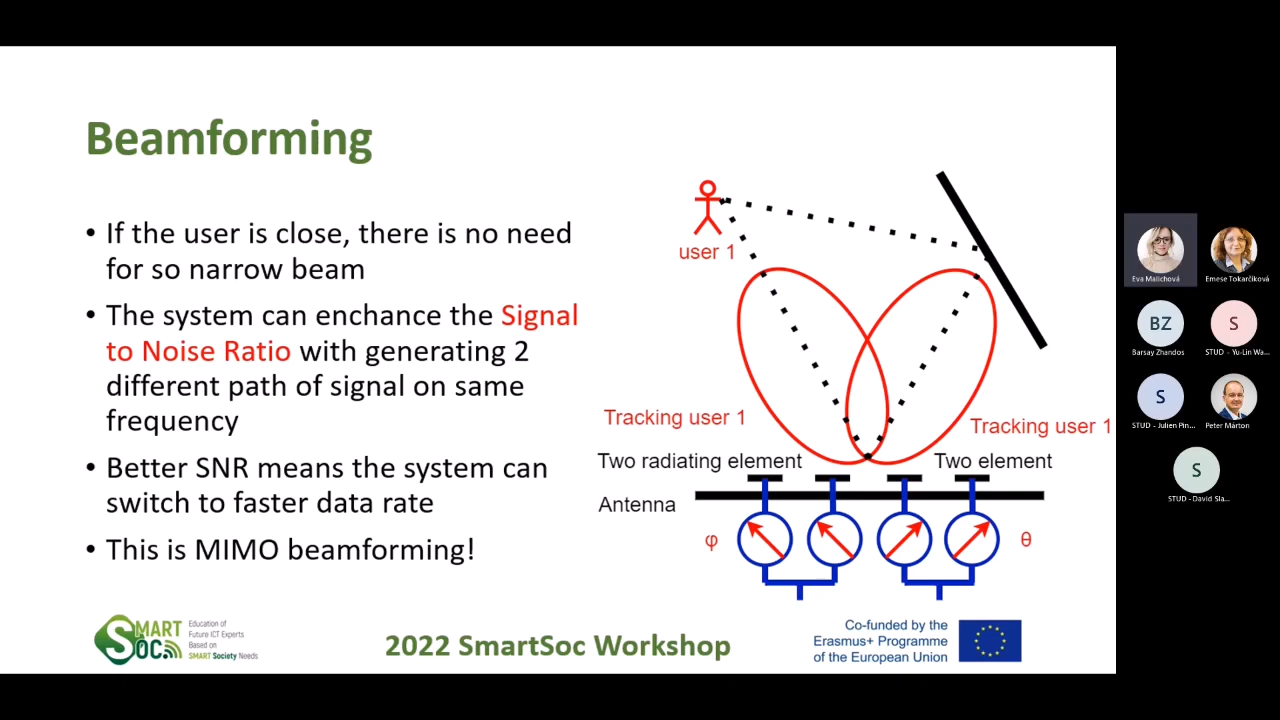 Beamforming
• If the user is close, there is no need
for so narrow beam
• The system can enchance the Signal
to Noise Ratio with generating 2
different path of signal on same
frequency
• Better SNR means the system can
switch to faster data rate
• This is MIMO beamforming!
user 1
Tracking user 1
Tracking user 1
Two radiating element
Two element
Antenna
φ
θ
SMART
SOC
Education of
Future ICT Experts
Based on
SMART Society Needs
2022 SmartSoc Workshop
Co-funded by the
Erasmus+ Programme
of the European Union
Eva Malichová
Emese Tokarčíková
BZ
Barsay Zhandos
S
STUD - Yu-Lin Wa...
S
STUD - Julien Pin...
Peter Márton
S
STUD - David Sla...